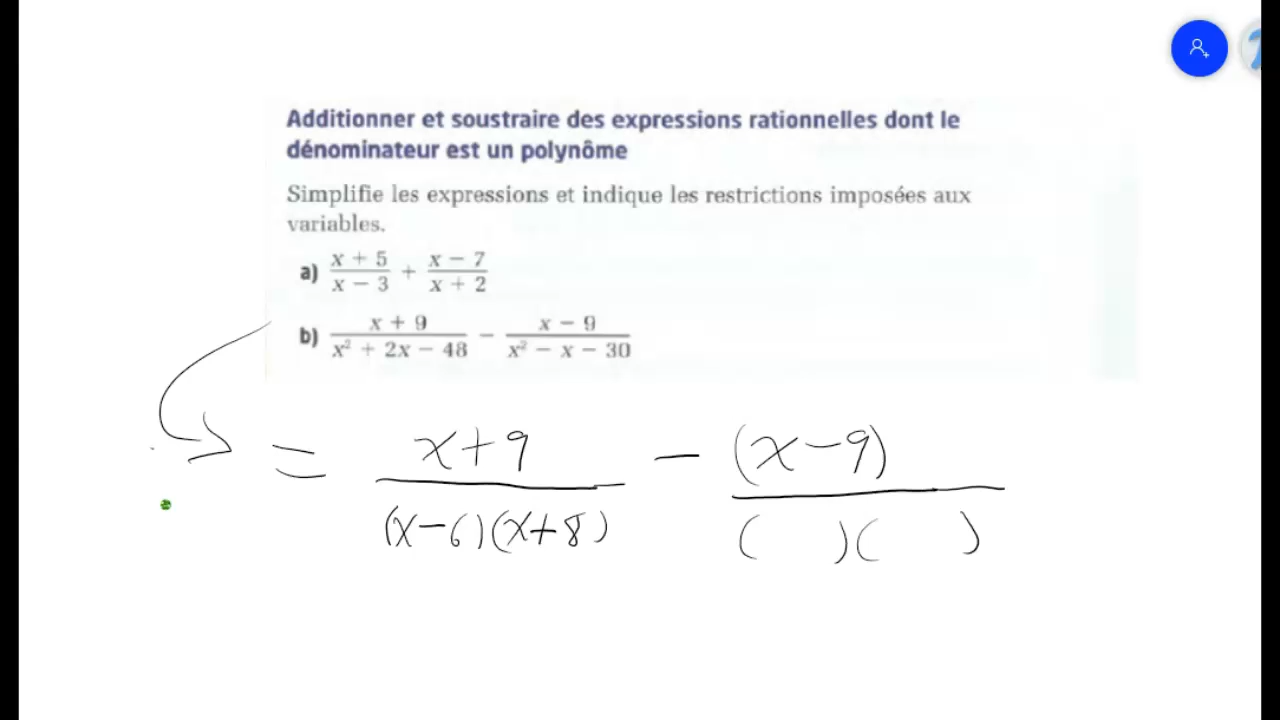 Additionner et soustraire des expressions rationnelles dont le
dénominateur est un polynôme
Simplifie les expressions et indique les restrictions imposées aux
variables.
a) (x + 5)/(x − 3) + (x − 7)/(x + 2)
b) (x + 9)/(x² + 2x − 48) − (x − 9)/(x² − x − 30)
= (x+9)/((x−6)(x+8)) − (x−9)/(( )( ))